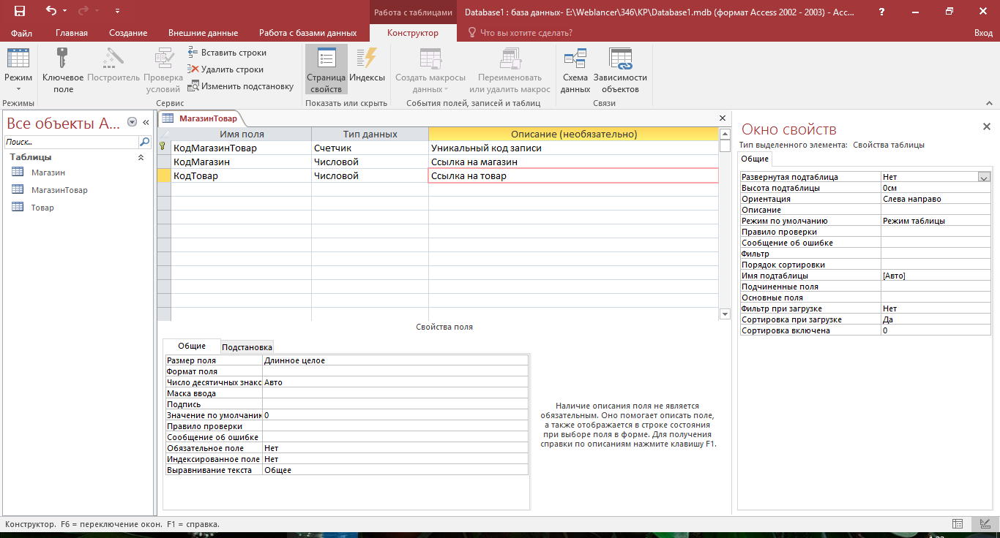 Работа с таблицами
Database1 : база данных- E:\Weblancer\346\KP\Database1.mdb (формат Access 2002 - 2003) - Acc...
?
Файл Главная Создание Внешние данные Работа с базами данных Конструктор Что вы хотите сделать? Вход
Режим
Ключевое поле
Построитель
Проверка условий
Вставить строки
Удалить строки
Изменить подстановку
Страница свойств
Индексы
Создать макросы данных
Переименовать или удалить макрос
Схема данных
Зависимости объектов
Режимы Сервис Показать или скрыть События полей, записей и таблиц Связи
Все объекты A...
Поиск...
Таблицы
Магазин
МагазинТовар
Товар
МагазинТовар
Имя поля Тип данных Описание (необязательно)
КодМагазинТовар Счетчик Уникальный код записи
КодМагазин Числовой Ссылка на магазин
КодТовар Числовой Ссылка на товар
Свойства поля
Общие Подстановка
Размер поля Длинное целое
Формат поля
Число десятичных знакс Авто
Маска ввода
Подпись
Значение по умолчани 0
Правило проверки
Сообщение об ошибке
Обязательное поле Нет
Индексированное поле Нет
Выравнивание текста Общее
Наличие описания поля не является
обязательным. Оно помогает описать поле,
а также отображается в строке состояния
при выборе поля в форме. Для получения
справки по описаниям нажмите клавишу F1.
Окно свойств
Тип выделенного элемента: Свойства таблицы
Общие
Развернутая подтаблица Нет
Высота подтаблицы 0см
Ориентация Слева направо
Описание
Режим по умолчанию Режим таблицы
Правило проверки
Сообщение об ошибке
Фильтр
Порядок сортировки
Имя подтаблицы [Авто]
Подчиненные поля
Основные поля
Фильтр при загрузке Нет
Сортировка при загрузке Да
Сортировка включена 0
Конструктор. F6 = переключение окон. F1 = справка.